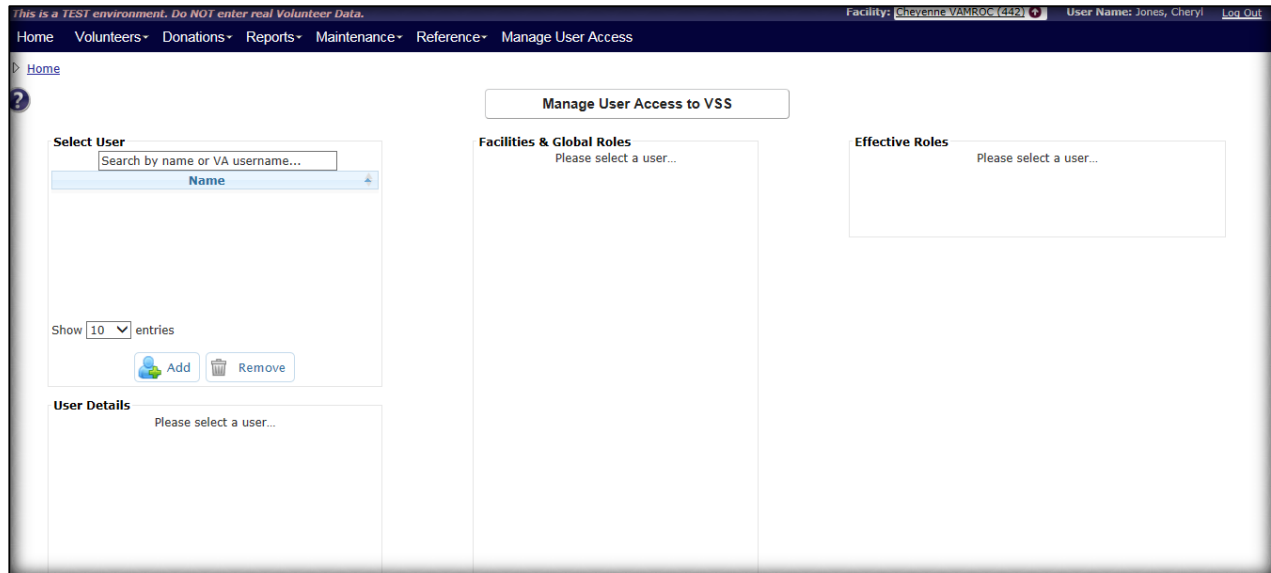 This is a TEST environment. Do NOT enter real Volunteer Data. Facility: Cheyenne VAMROC (442) User Name: Jones, Cheryl Log Out
Home Volunteers Donations Reports Maintenance Reference Manage User Access
Home
?
Manage User Access to VSS
Select User
Search by name or VA username...
Name
Show 10 entries
Add Remove
User Details
Please select a user...
Facilities & Global Roles
Please select a user...
Effective Roles
Please select a user...